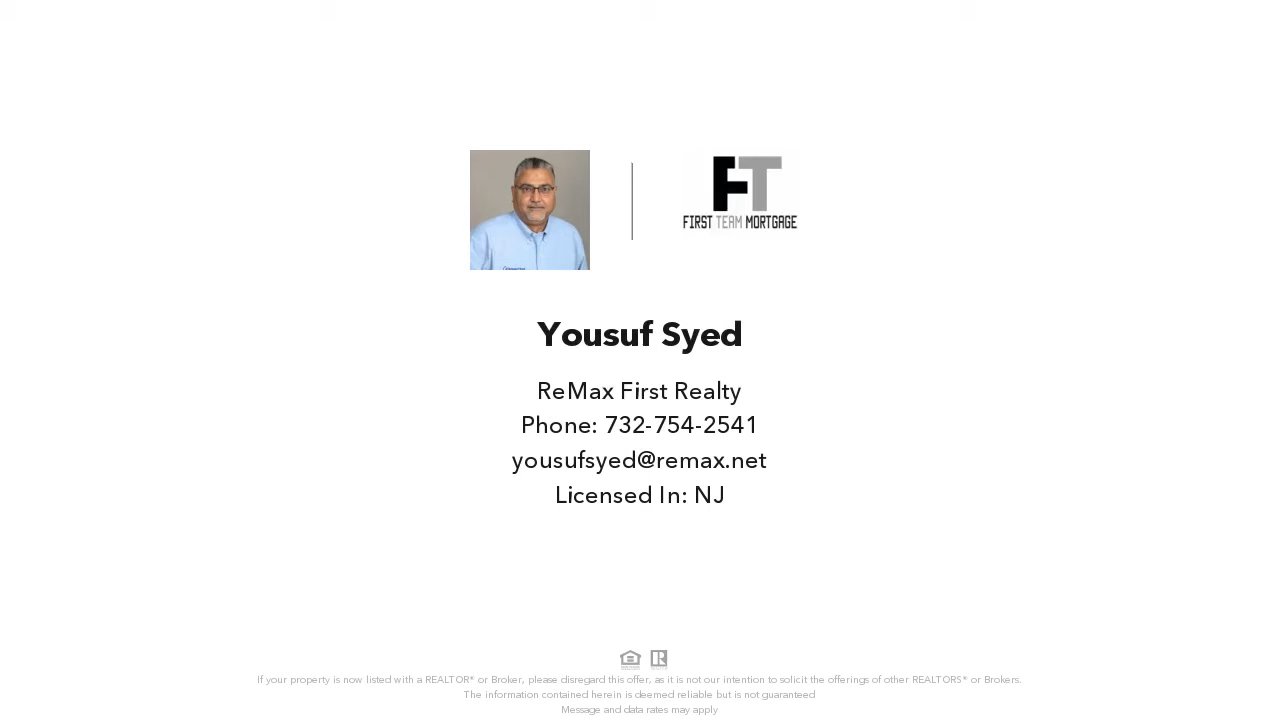 FT
FIRST TEAM MORTGAGE
Yousuf Syed
ReMax First Realty
Phone: 732-754-2541
yousufsyed@remax.net
Licensed In: NJ
If your property is now listed with a REALTOR® or Broker, please disregard this offer, as it is not our intention to solicit the offerings of other REALTORS® or Brokers.
The information contained herein is deemed reliable but is not guaranteed
Message and data rates may apply